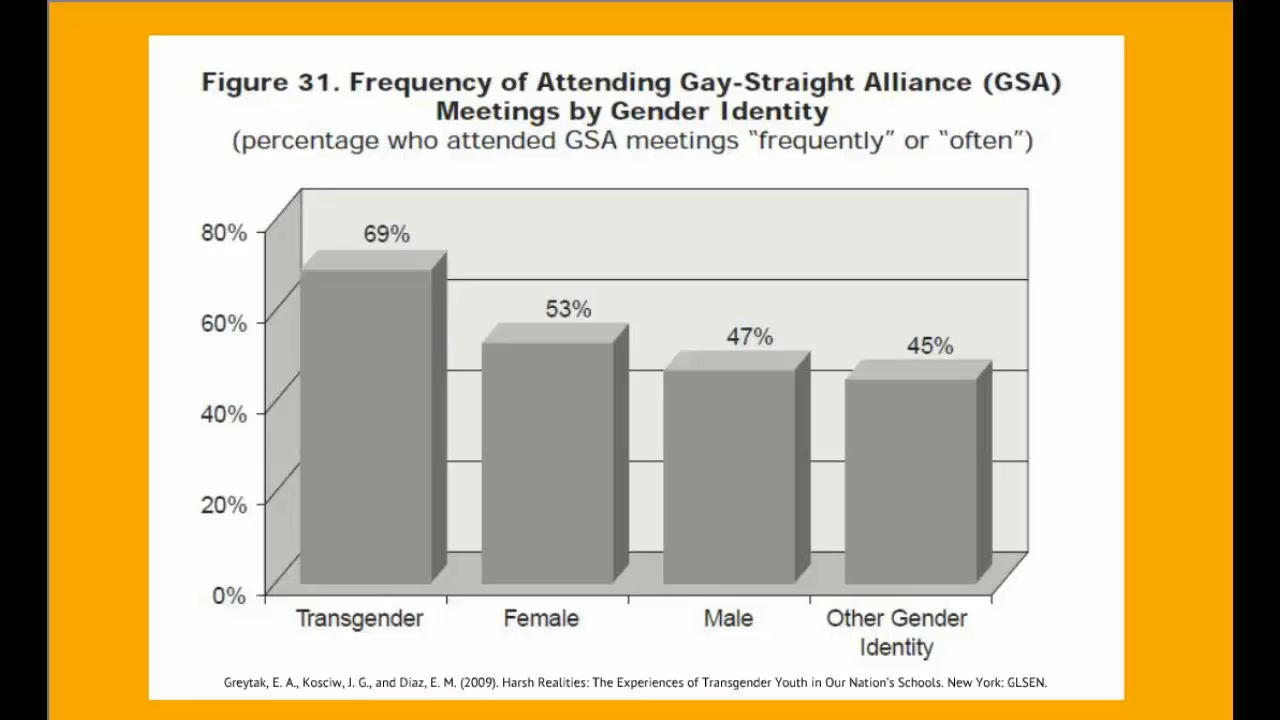 Figure 31. Frequency of Attending Gay-Straight Alliance (GSA)
Meetings by Gender Identity
(percentage who attended GSA meetings “frequently” or “often”)
80%
60%
40%
20%
0%
69%
53%
47%
45%
Transgender
Female
Male
Other Gender
Identity
Greytak, E. A., Kosciw, J. G., and Diaz, E. M. (2009). Harsh Realities: The Experiences of Transgender Youth in Our Nation’s Schools. New York: GLSEN.